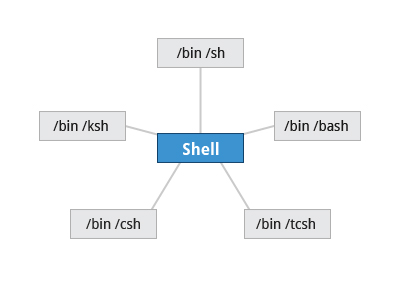 /bin /sh
/bin /ksh
/bin /bash
Shell
/bin /csh
/bin /tcsh